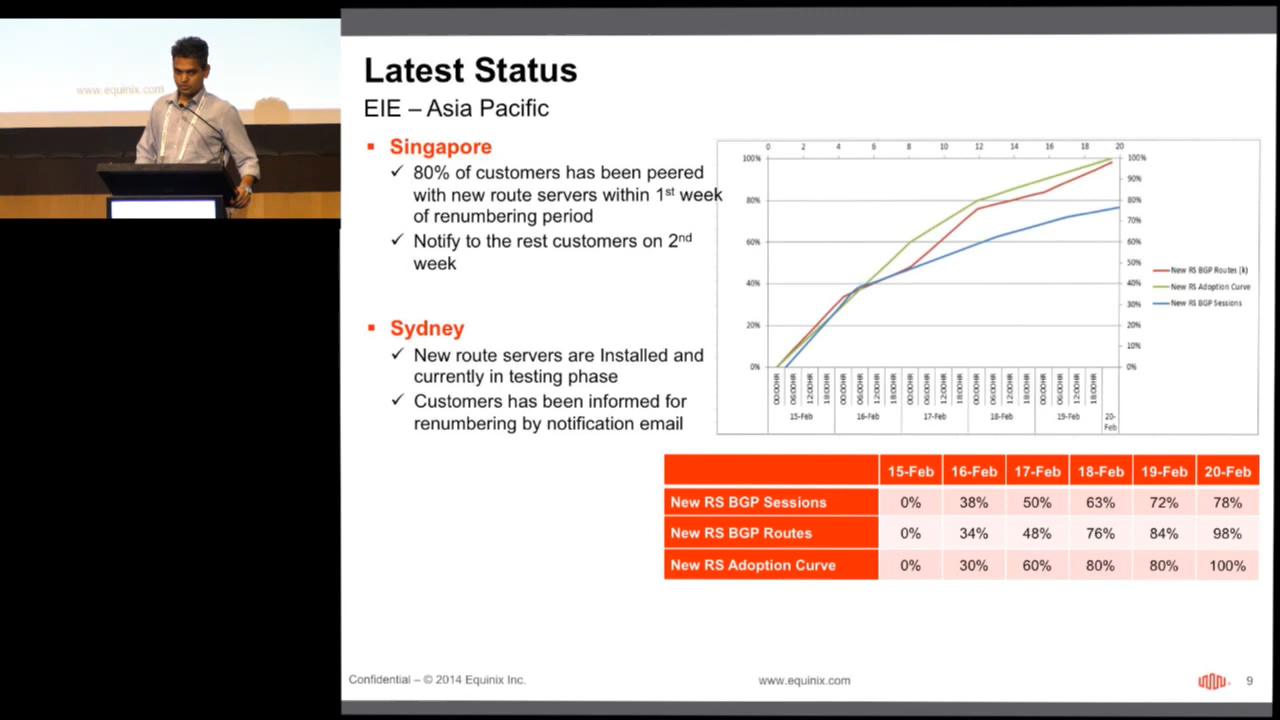 www.equinix.com
Latest Status
EIE – Asia Pacific
Singapore
80% of customers has been peered
with new route servers within 1st week
of renumbering period
Notify to the rest customers on 2nd
week
Sydney
New route servers are Installed and
currently in testing phase
Customers has been informed for
renumbering by notification email
0 2 4 6 8 10 12 14 16 18 20
100% 100%
90%
80% 80%
70%
60% 60%
50%
40% 40%
30%
20% 20%
10%
0% 0%
New RS BGP Routes (k)
New RS Adoption Curve
New RS BGP Sessions
00:00HR 06:00HR 12:00HR 18:00HR 00:00HR 06:00HR 12:00HR 18:00HR 00:00HR 06:00HR 12:00HR 18:00HR 00:00HR 06:00HR 12:00HR 18:00HR 00:00HR 06:00HR 12:00HR 18:00HR
15-Feb 16-Feb 17-Feb 18-Feb 19-Feb 20-
Feb
15-Feb 16-Feb 17-Feb 18-Feb 19-Feb 20-Feb
New RS BGP Sessions 0% 38% 50% 63% 72% 78%
New RS BGP Routes 0% 34% 48% 76% 84% 98%
New RS Adoption Curve 0% 30% 60% 80% 80% 100%
Confidential – © 2014 Equinix Inc. www.equinix.com 9